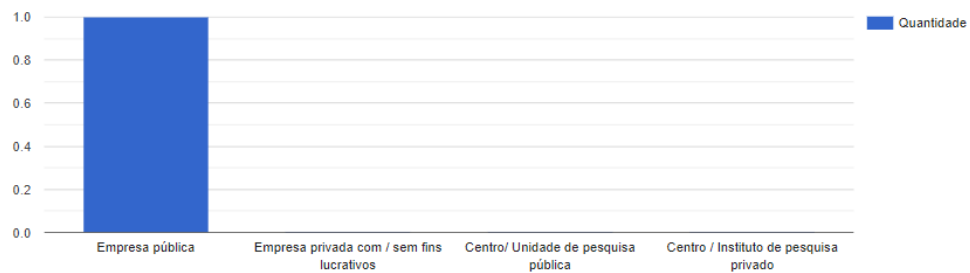 1.0
Quantidade
0.8
0.6
0.4
0.2
0.0
Empresa pública
Empresa privada com / sem fins
lucrativos
Centro/ Unidade de pesquisa
pública
Centro / Instituto de pesquisa
privado